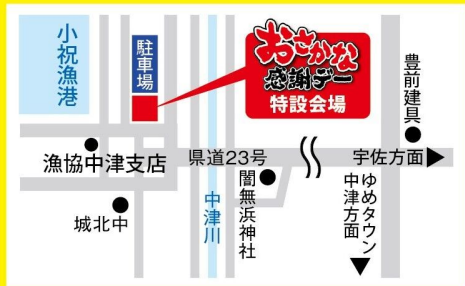 小祝漁港
駐車場
おさかな
感謝デー
特設会場
豊前建具
漁協中津支店
県道23号
宇佐方面
城北中
中津川
闇無浜神社
ゆめタウン
中津方面